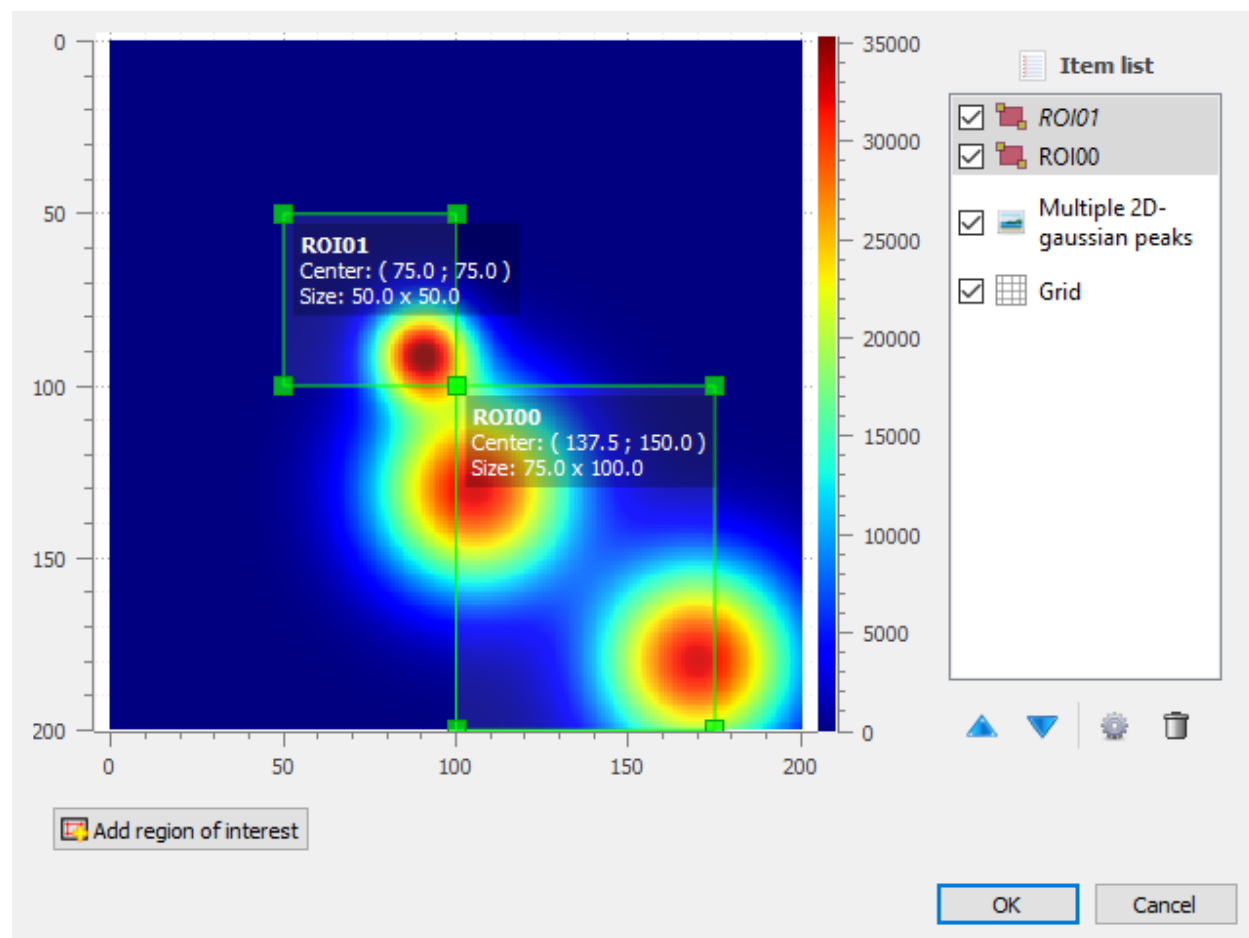 0
50
100
150
200
0
50
100
150
200
35000
30000
25000
20000
15000
10000
5000
0
ROI01
Center: ( 75.0 ; 75.0 )
Size: 50.0 x 50.0
ROI00
Center: ( 137.5 ; 150.0 )
Size: 75.0 x 100.0
Item list
ROI01
ROI00
Multiple 2D-
gaussian peaks
Grid
Add region of interest
OK
Cancel